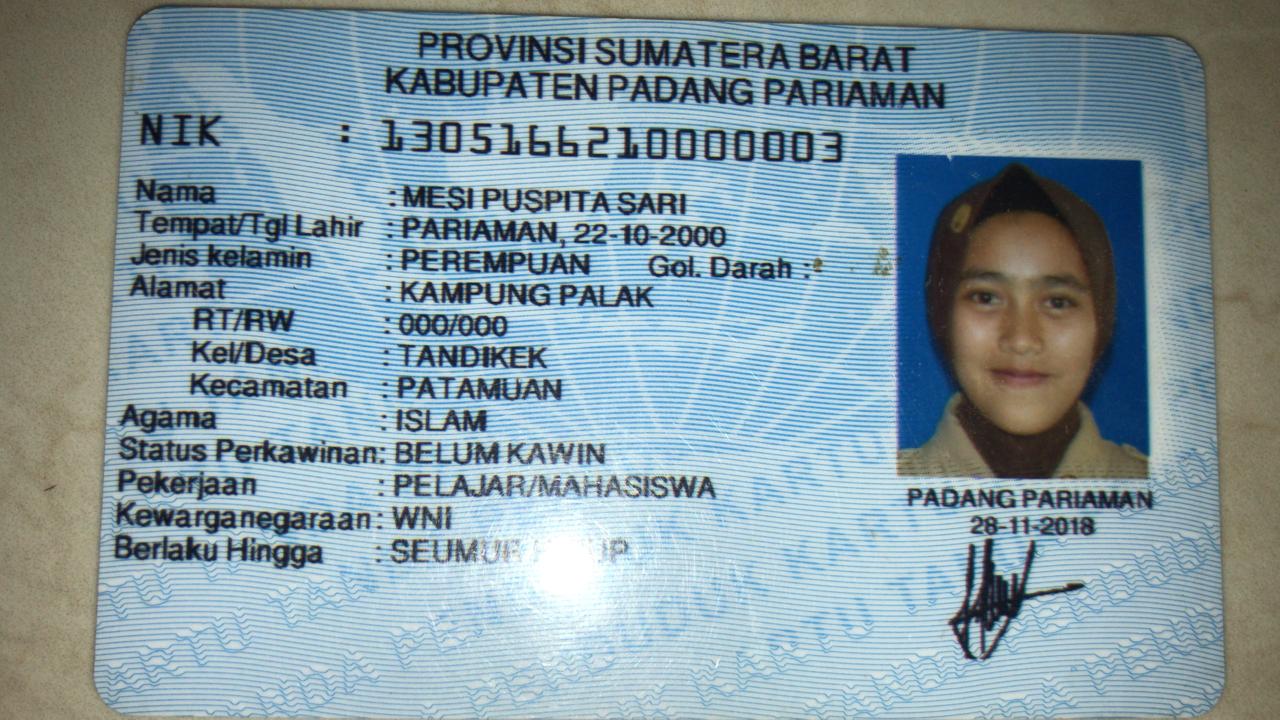 PROVINSI SUMATERA BARAT
KABUPATEN PADANG PARIAMAN
NIK : 1305166210000003
Nama : MESI PUSPITA SARI
Tempat/Tgl Lahir : PARIAMAN, 22-10-2000
Jenis kelamin : PEREMPUAN Gol. Darah :
Alamat : KAMPUNG PALAK
RT/RW : 000/000
Kel/Desa : TANDIKEK
Kecamatan : PATAMUAN
Agama : ISLAM
Status Perkawinan: BELUM KAWIN
Pekerjaan : PELAJAR/MAHASISWA
Kewarganegaraan: WNI
Berlaku Hingga : SEUMUR
PADANG PARIAMAN
28-11-2018